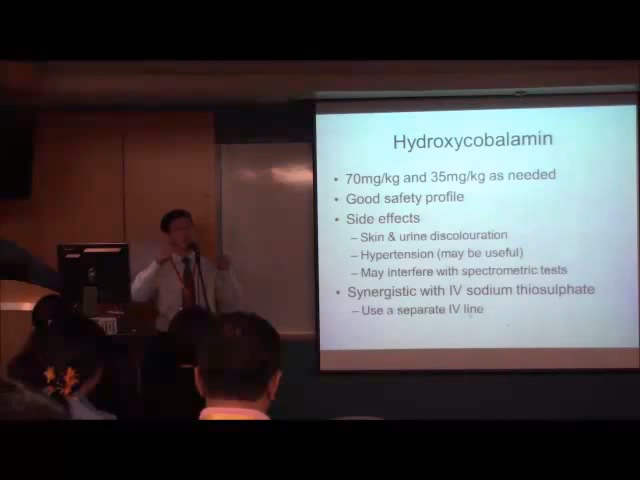 Hydroxycobalamin
• 70mg/kg and 35mg/kg as needed
• Good safety profile
• Side effects
– Skin & urine discolouration
– Hypertension (may be useful)
– May interfere with spectrometric tests
• Synergistic with IV sodium thiosulphate
– Use a separate IV line